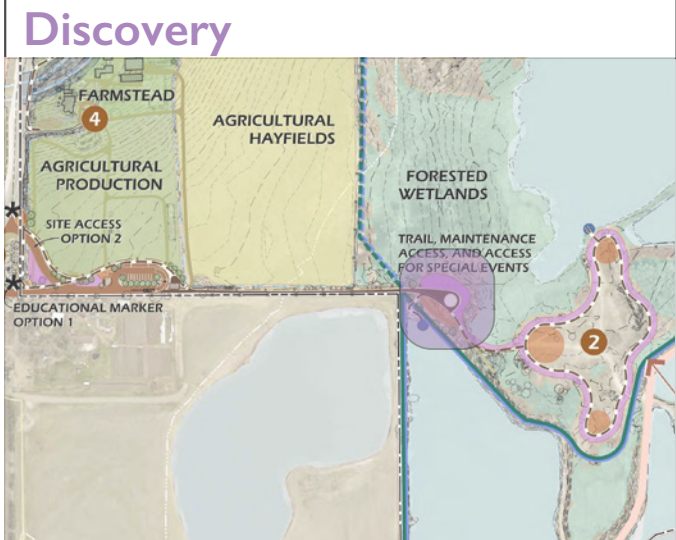 Discovery
FARMSTEAD
4
AGRICULTURAL
HAYFIELDS
AGRICULTURAL
PRODUCTION
FORESTED
WETLANDS
SITE ACCESS
OPTION 2
TRAIL, MAINTENANCE
ACCESS, AND ACCESS
FOR SPECIAL EVENTS
EDUCATIONAL MARKER
OPTION 1
2